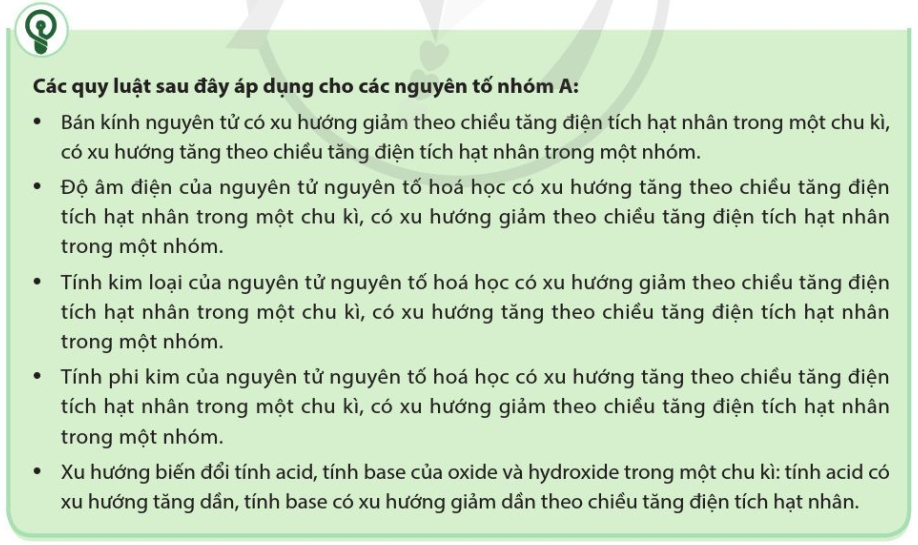 Các quy luật sau đây áp dụng cho các nguyên tố nhóm A:
• Bán kính nguyên tử có xu hướng giảm theo chiều tăng điện tích hạt nhân trong một chu kì,
có xu hướng tăng theo chiều tăng điện tích hạt nhân trong một nhóm.
• Độ âm điện của nguyên tử nguyên tố hoá học có xu hướng tăng theo chiều tăng điện
tích hạt nhân trong một chu kì, có xu hướng giảm theo chiều tăng điện tích hạt nhân
trong một nhóm.
• Tính kim loại của nguyên tử nguyên tố hoá học có xu hướng giảm theo chiều tăng điện
tích hạt nhân trong một chu kì, có xu hướng tăng theo chiều tăng điện tích hạt nhân
trong một nhóm.
• Tính phi kim của nguyên tử nguyên tố hoá học có xu hướng tăng theo chiều tăng điện
tích hạt nhân trong một chu kì, có xu hướng giảm theo chiều tăng điện tích hạt nhân
trong một nhóm.
• Xu hướng biến đổi tính acid, tính base của oxide và hydroxide trong một chu kì: tính acid có
xu hướng tăng dần, tính base có xu hướng giảm dần theo chiều tăng điện tích hạt nhân.